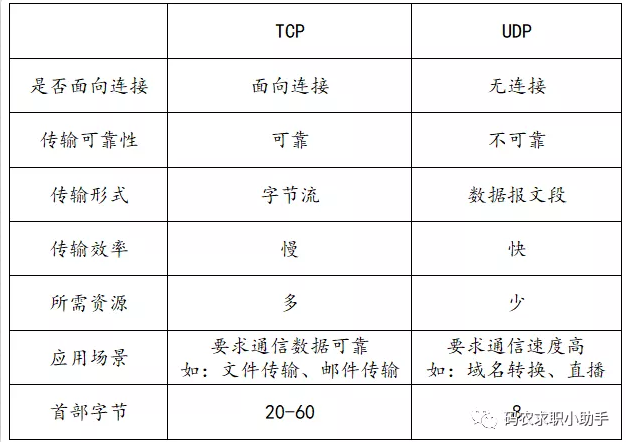 TCP UDP
是否面向连接 面向连接 无连接
传输可靠性 可靠 不可靠
传输形式 字节流 数据报文段
传输效率 慢 快
所需资源 多 少
应用场景 要求通信数据可靠 要求通信速度高
如：文件传输、邮件传输 如：域名转换、直播
首部字节 20-60 8
码农求职小助手